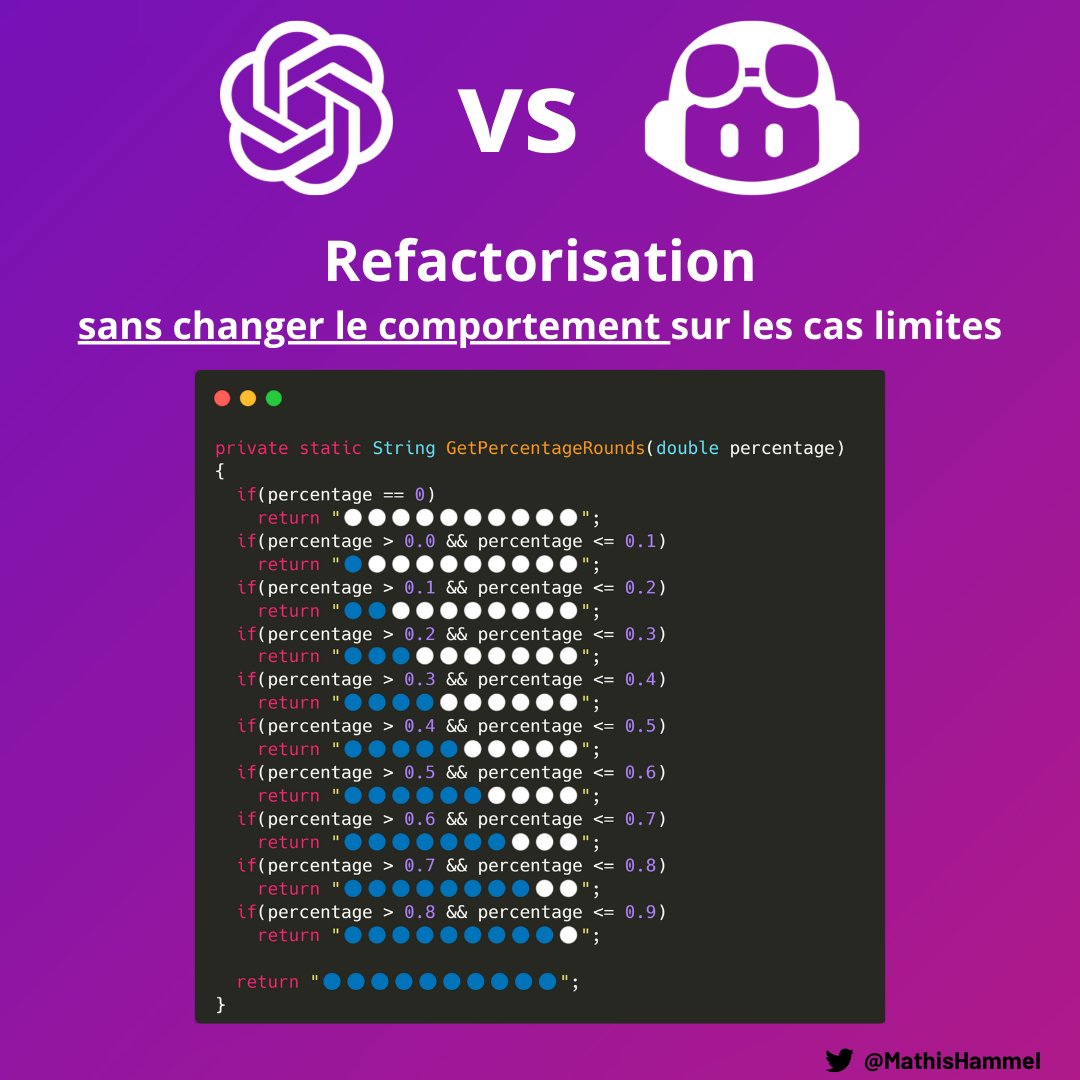 vs
Refactorisation
sans changer le comportement sur les cas limites
private static String GetPercentageRounds(double percentage)
{
  if(percentage == 0)
    return "⚪⚪⚪⚪⚪⚪⚪⚪⚪⚪";
  if(percentage > 0.0 && percentage <= 0.1)
    return "🔵⚪⚪⚪⚪⚪⚪⚪⚪⚪";
  if(percentage > 0.1 && percentage <= 0.2)
    return "🔵🔵⚪⚪⚪⚪⚪⚪⚪⚪";
  if(percentage > 0.2 && percentage <= 0.3)
    return "🔵🔵🔵⚪⚪⚪⚪⚪⚪⚪";
  if(percentage > 0.3 && percentage <= 0.4)
    return "🔵🔵🔵🔵⚪⚪⚪⚪⚪⚪";
  if(percentage > 0.4 && percentage <= 0.5)
    return "🔵🔵🔵🔵🔵⚪⚪⚪⚪⚪";
  if(percentage > 0.5 && percentage <= 0.6)
    return "🔵🔵🔵🔵🔵🔵⚪⚪⚪⚪";
  if(percentage > 0.6 && percentage <= 0.7)
    return "🔵🔵🔵🔵🔵🔵🔵⚪⚪⚪";
  if(percentage > 0.7 && percentage <= 0.8)
    return "🔵🔵🔵🔵🔵🔵🔵🔵⚪⚪";
  if(percentage > 0.8 && percentage <= 0.9)
    return "🔵🔵🔵🔵🔵🔵🔵🔵🔵⚪";
  return "🔵🔵🔵🔵🔵🔵🔵🔵🔵🔵";
}
@MathisHammel